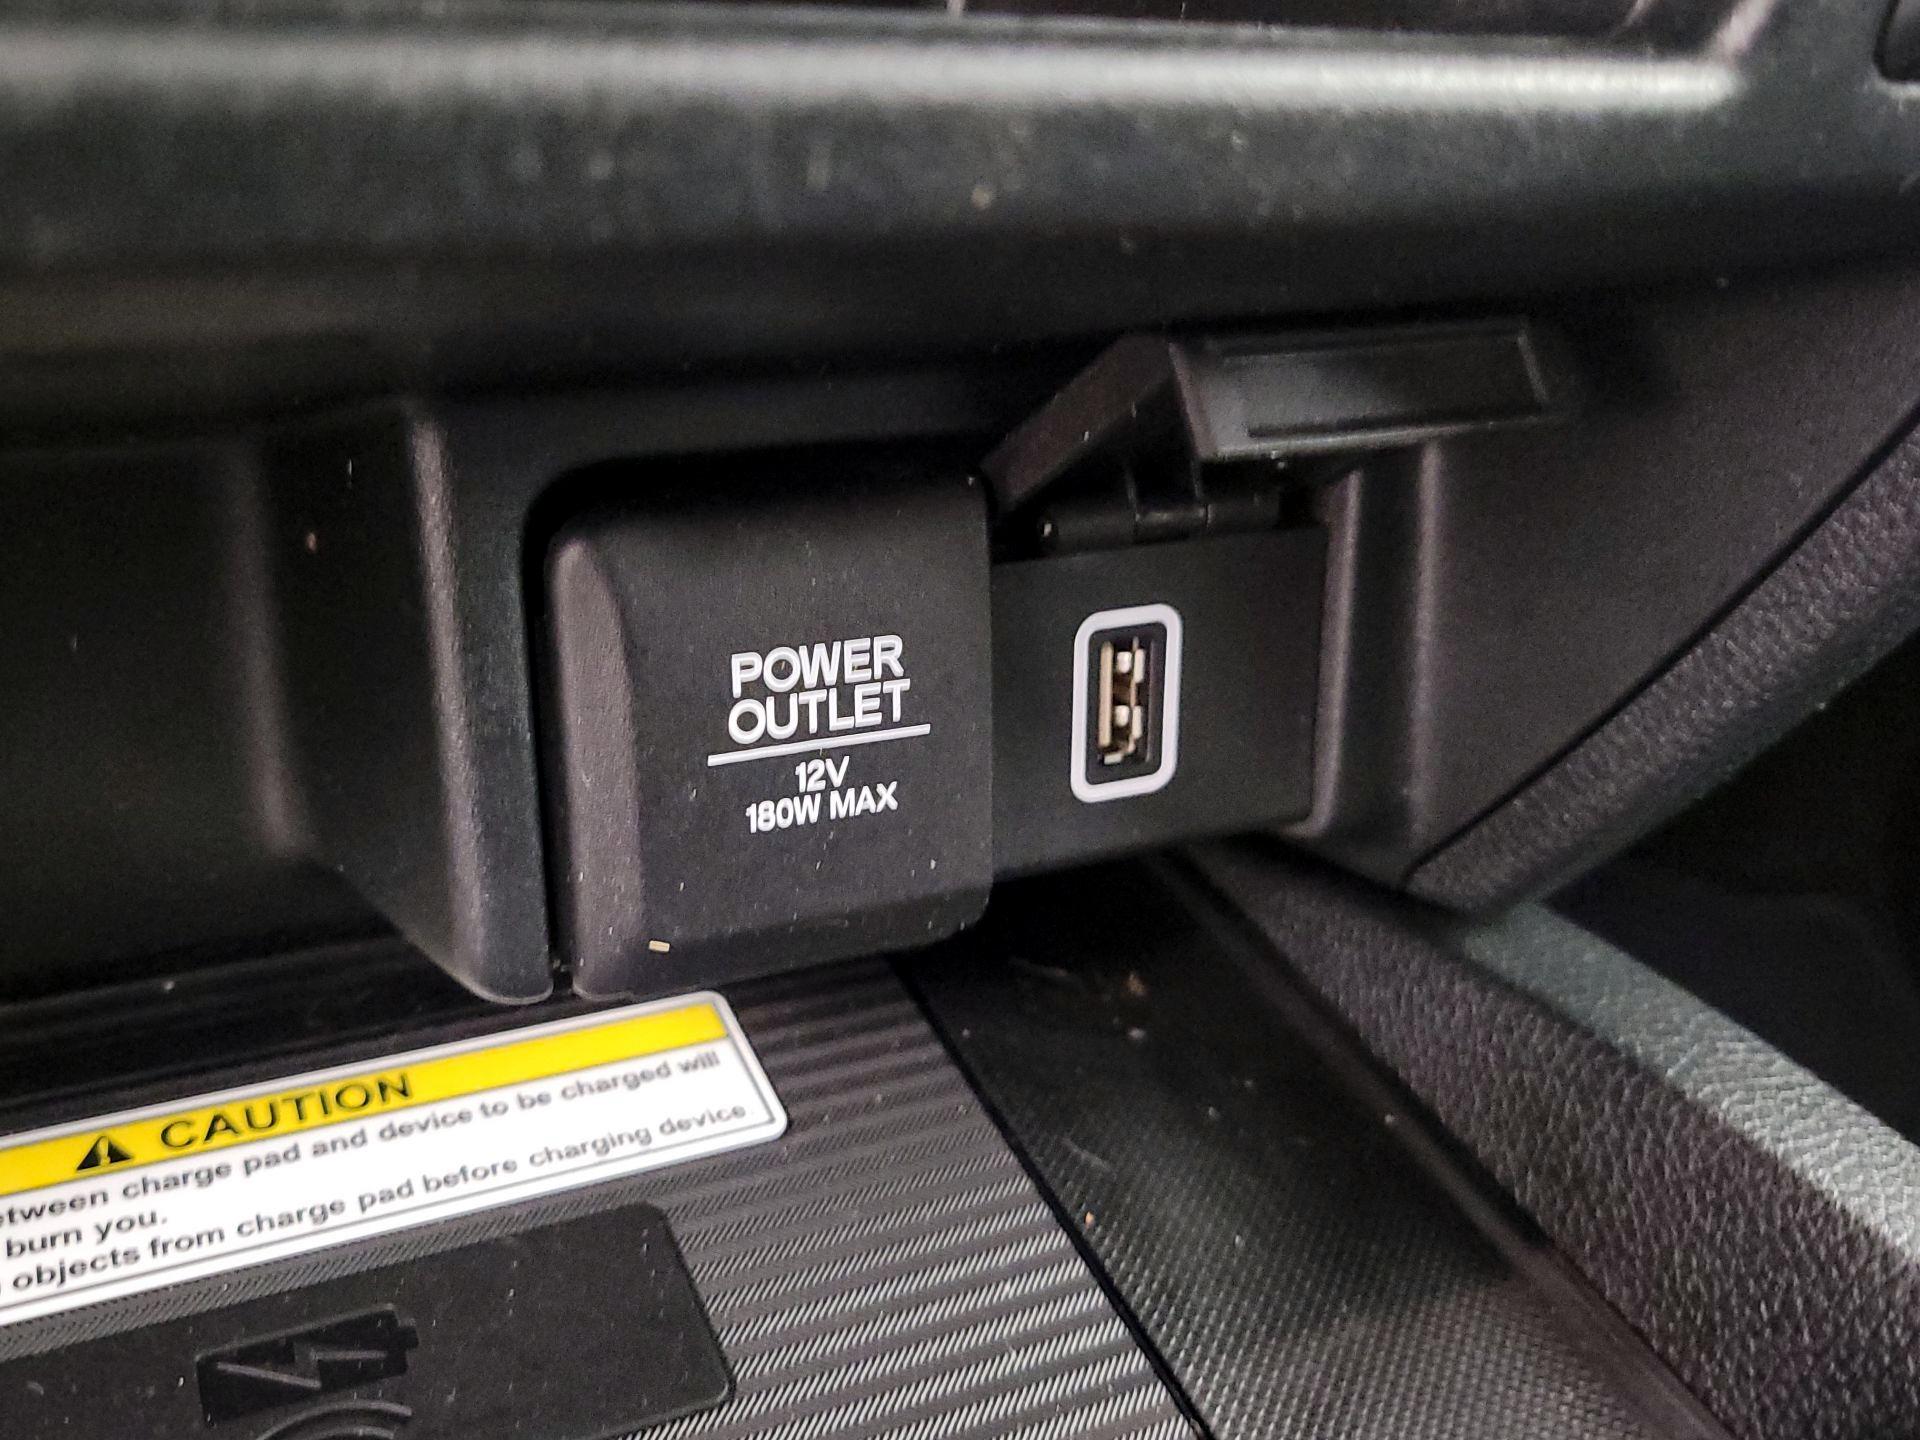 POWER
OUTLET
12V
180W MAX
CAUTION
charge pad and device to be charged will
burn you.
objects from charge pad before charging device.